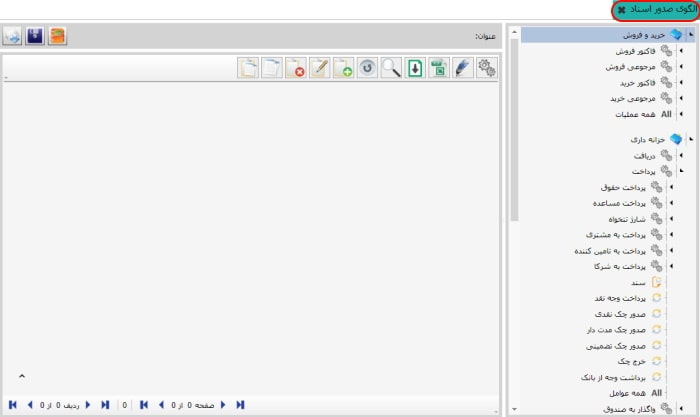 الگوی صدور اسناد
عنوان:
خرید و فروش
فاکتور فروش
مرجوعی فروش
فاکتور خرید
مرجوعی خرید
All همه عملیات
خزانه داری
دریافت
پرداخت
پرداخت حقوق
پرداخت مساعده
شارژ تنخواه
پرداخت به مشتری
پرداخت به تامین کننده
پرداخت به شرکا
سند
پرداخت وجه نقد
صدور چک نقدی
صدور چک مدت دار
صدور چک تضمینی
خرج چک
برداشت وجه از بانک
All همه عوامل
واگذار به صندوق
صفحه 0 از 0
0
ردیف 0 از 0